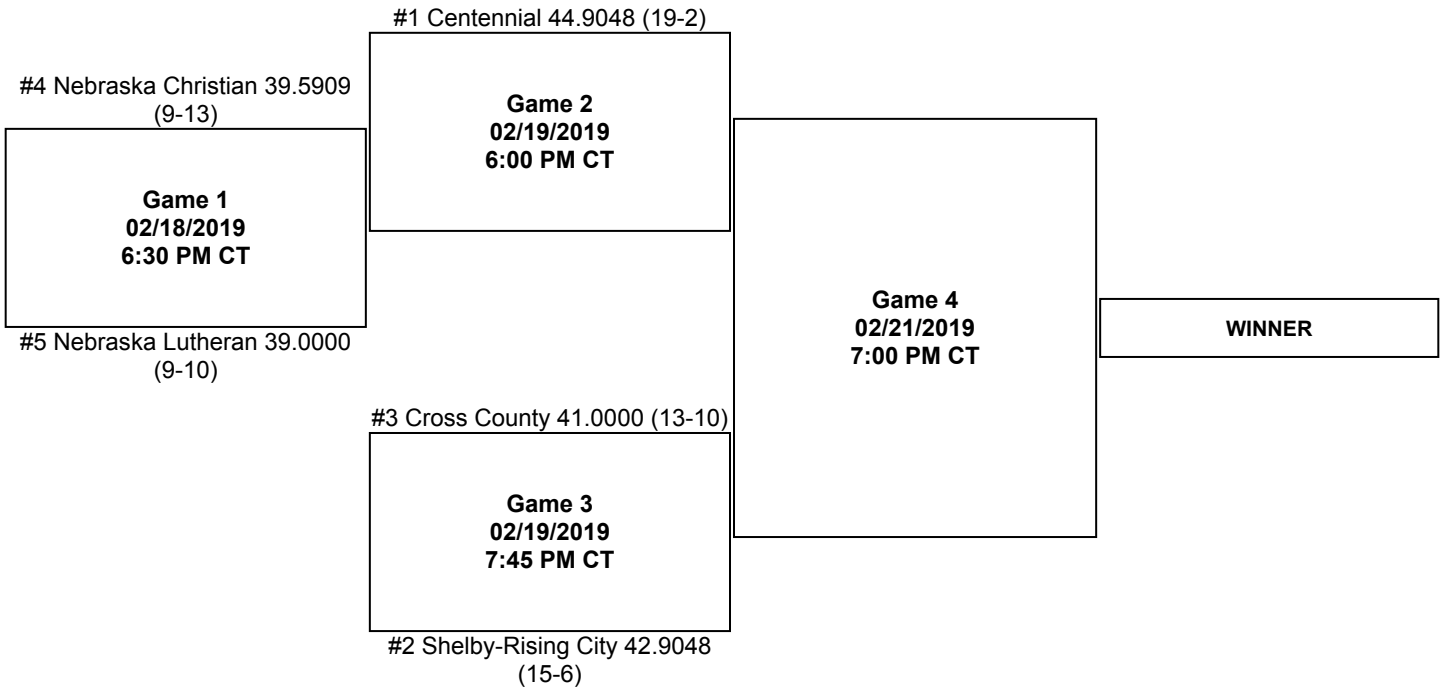 #1 Centennial 44.9048 (19-2)
#4 Nebraska Christian 39.5909
(9-13)
Game 2
02/19/2019
6:00 PM CT
Game 1
02/18/2019
6:30 PM CT
#5 Nebraska Lutheran 39.0000
(9-10)
Game 4
02/21/2019
7:00 PM CT
WINNER
#3 Cross County 41.0000 (13-10)
Game 3
02/19/2019
7:45 PM CT
#2 Shelby-Rising City 42.9048
(15-6)